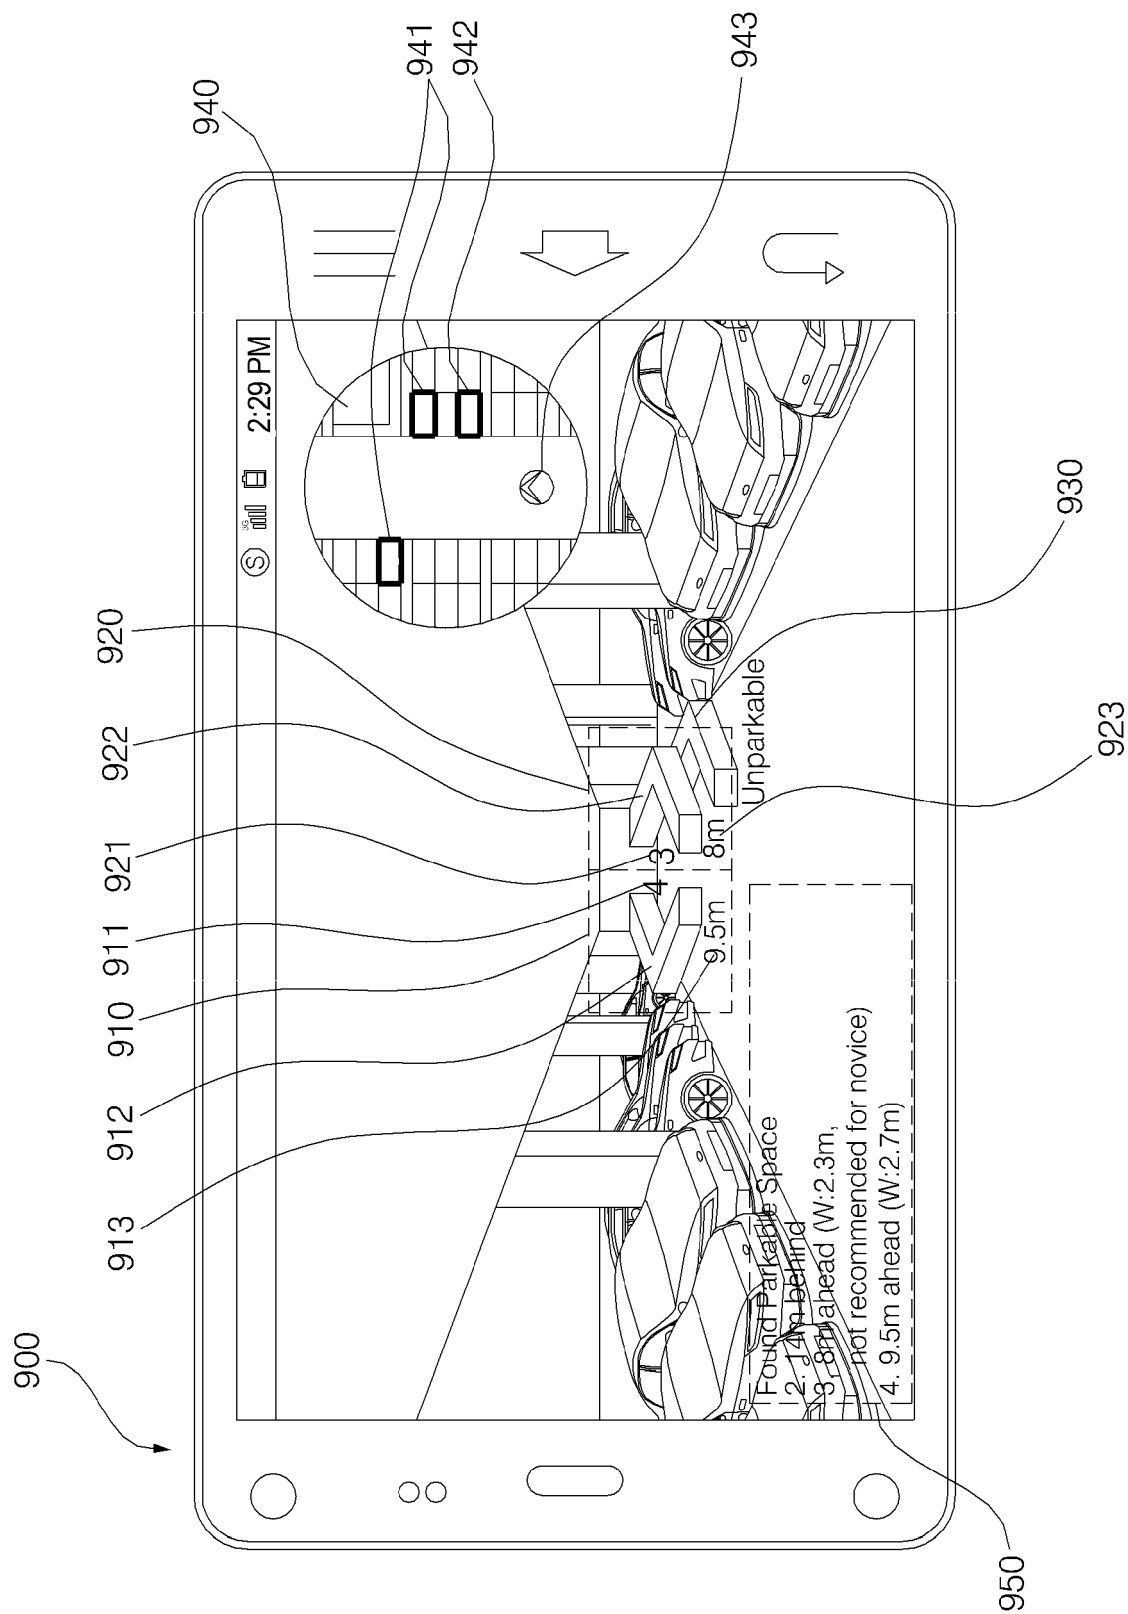 900
913
912
910
911
921
922
920
940
941
942
943
S
3G
2:29 PM
4
3
9.5m
8m
Unparkable
930
923
Found Parkable Space
2. 14m behind
3. 8m ahead (W:2.3m,
not recommended for novice)
4. 9.5m ahead (W:2.7m)
950